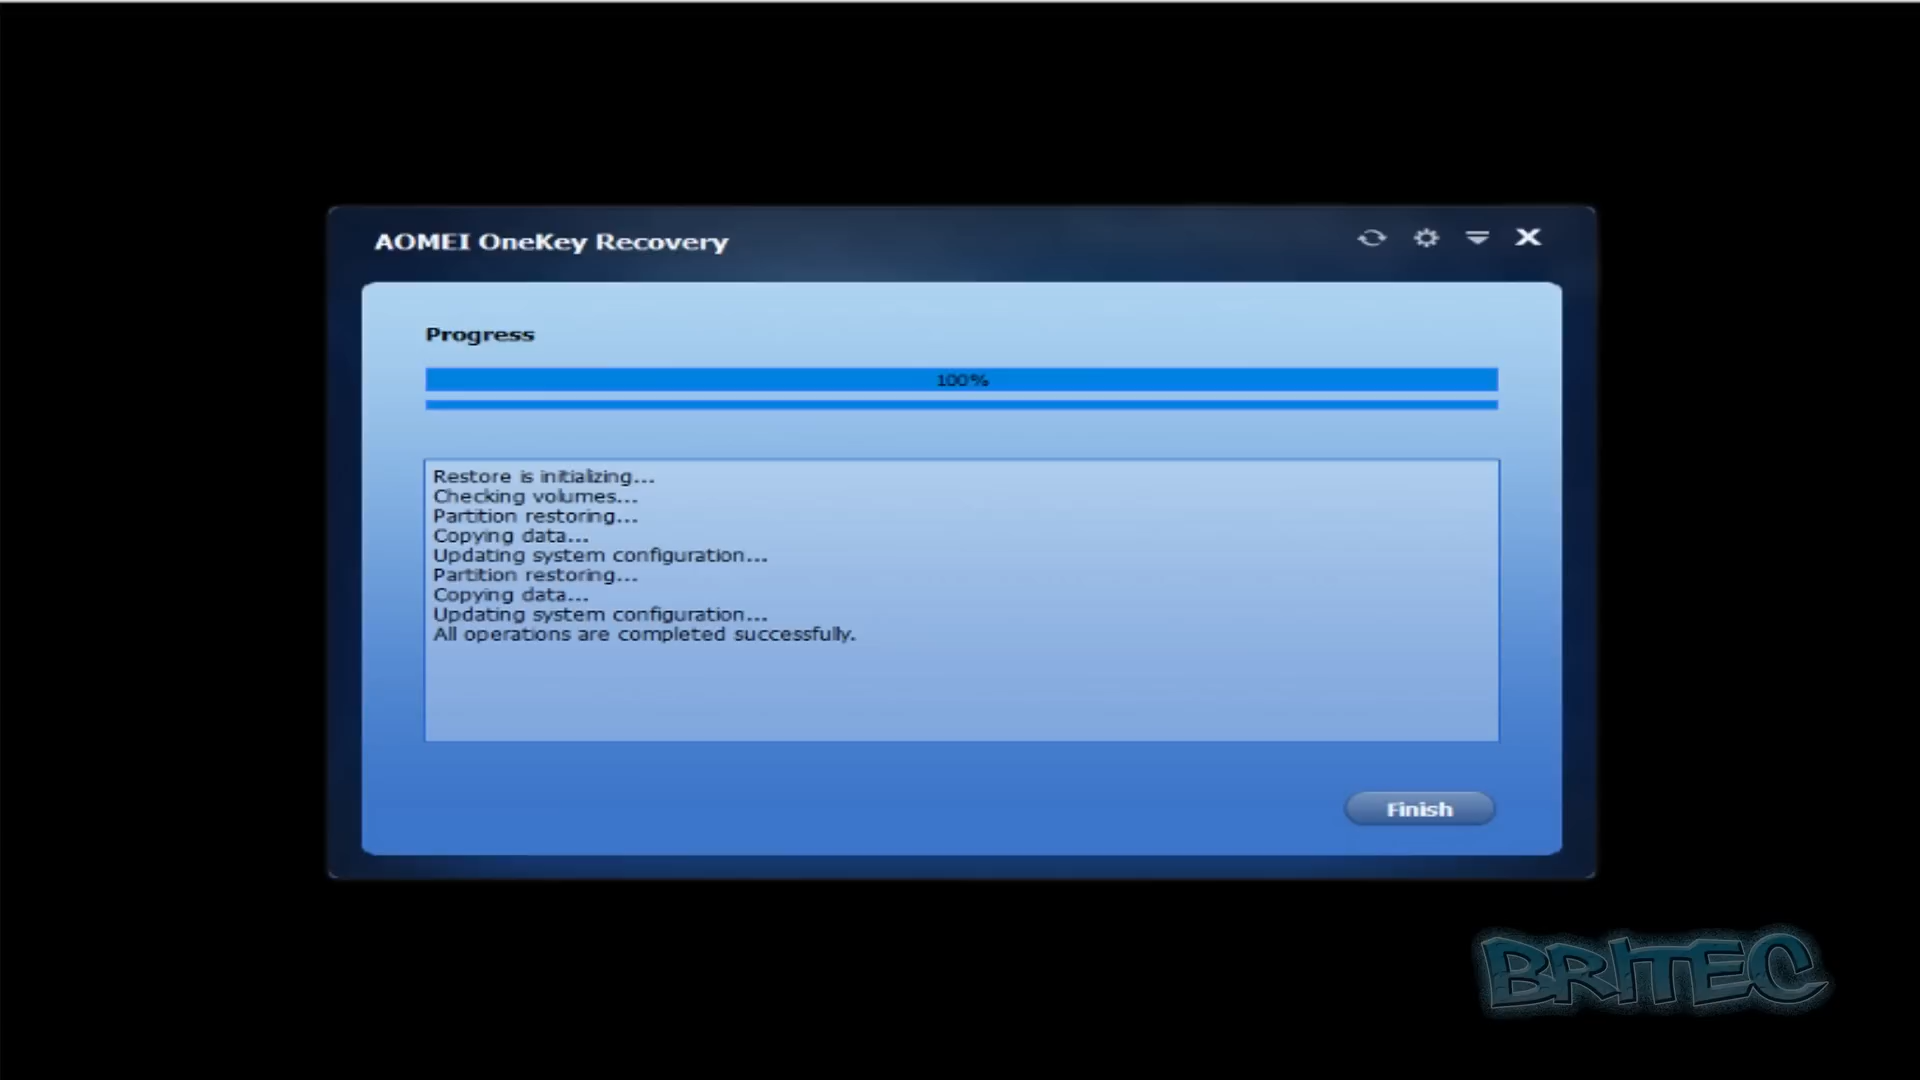 AOMEI OneKey Recovery
Progress
100%
Restore is initializing...
Checking volumes...
Partition restoring...
Copying data...
Updating system configuration...
Partition restoring...
Copying data...
Updating system configuration...
All operations are completed successfully.
Finish
BRITEC